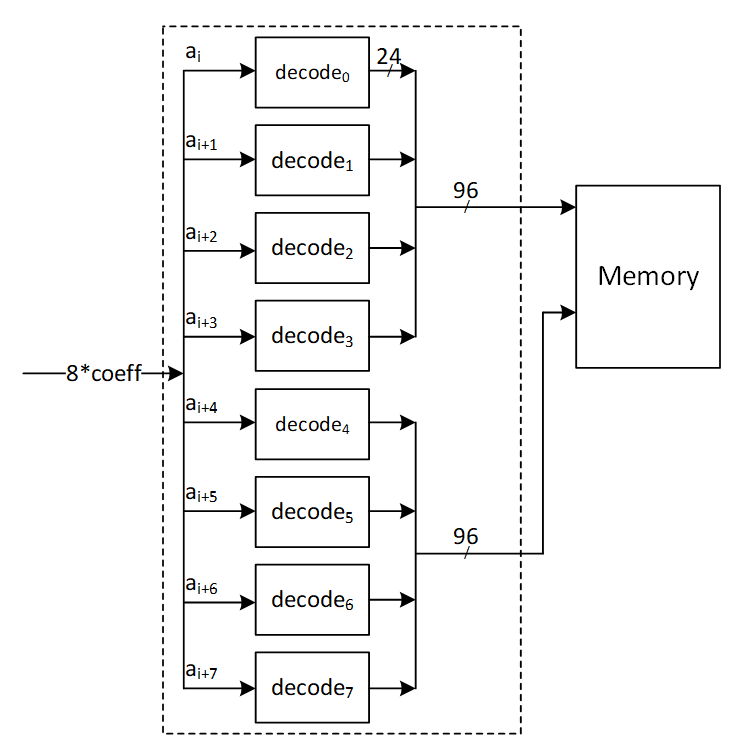 aᵢ
decode₀
24
aᵢ₊₁
decode₁
96
aᵢ₊₂
decode₂
Memory
aᵢ₊₃
decode₃
8*coeff
aᵢ₊₄
decode₄
aᵢ₊₅
decode₅
96
aᵢ₊₆
decode₆
aᵢ₊₇
decode₇